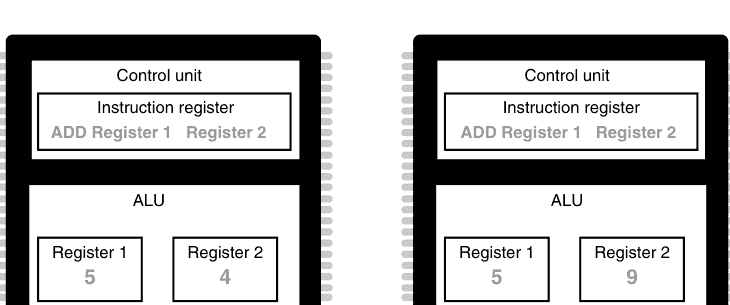 Control unit
Instruction register
ADD Register 1 Register 2
ALU
Register 1 Register 2
5 4
Control unit
Instruction register
ADD Register 1 Register 2
ALU
Register 1 Register 2
5 9